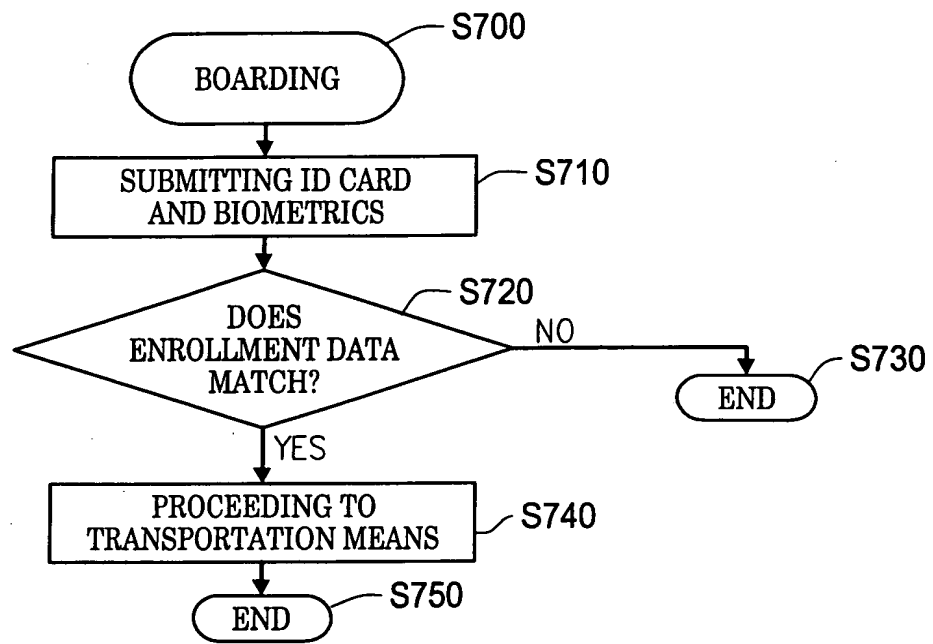 S700
BOARDING
SUBMITTING ID CARD
AND BIOMETRICS
S710
S720
DOES
ENROLLMENT DATA
MATCH?
NO
S730
END
YES
PROCEEDING TO
TRANSPORTATION MEANS
S740
END
S750